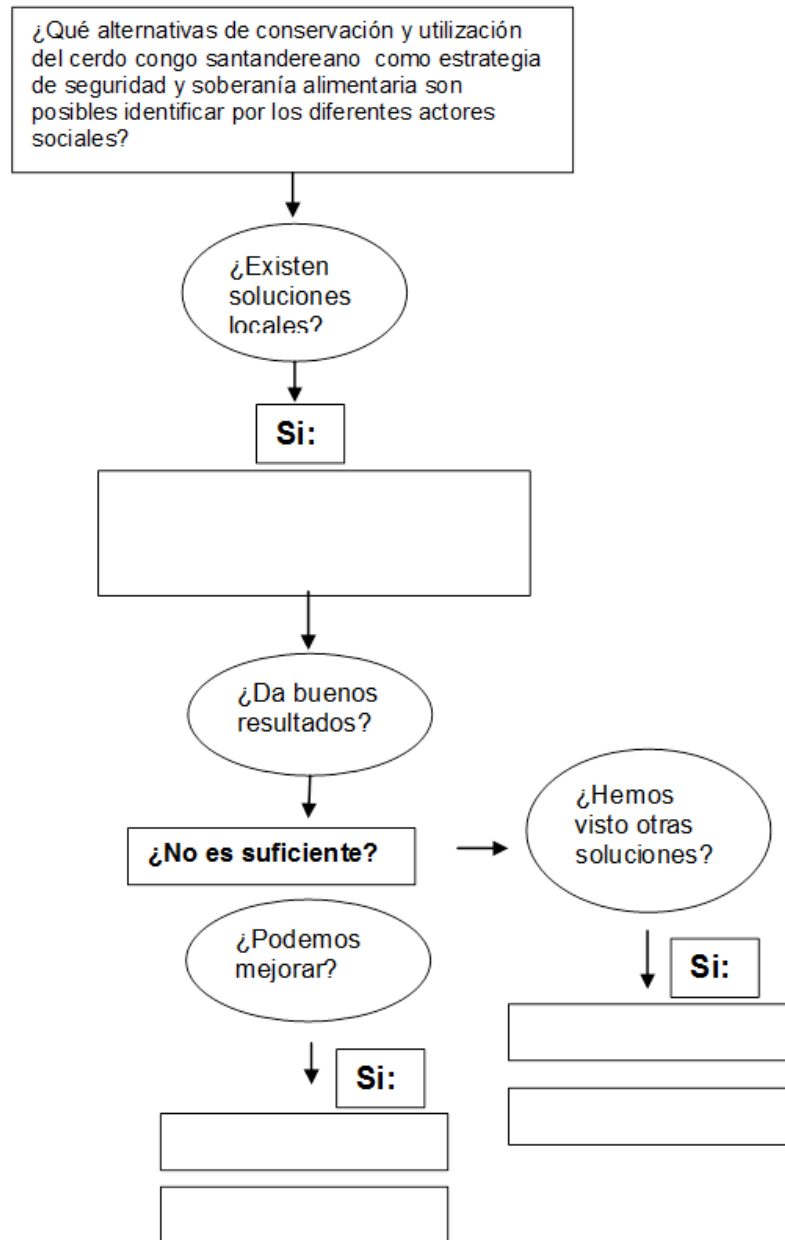 ¿Qué alternativas de conservación y utilización
del cerdo congo santandereano como estrategia
de seguridad y soberanía alimentaria son
posibles identificar por los diferentes actores
sociales?
¿Existen
soluciones
locales?
Si:
¿Da buenos
resultados?
¿No es suficiente?
¿Hemos
visto otras
soluciones?
¿Podemos
mejorar?
Si:
Si: